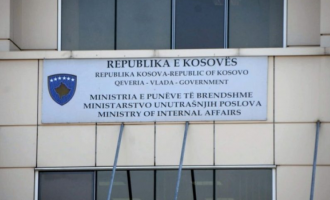 REPUBLIKA E KOSOVËS
REPUBLIKA KOSOVA-REPUBLIC OF KOSOVO
QEVERIA - VLADA - GOVERNMENT
MINISTRIA E PUNËVE TË BRENDSHME
MINISTARSTVO UNUTRAŠNJIH POSLOVA
MINISTRY OF INTERNAL AFFAIRS